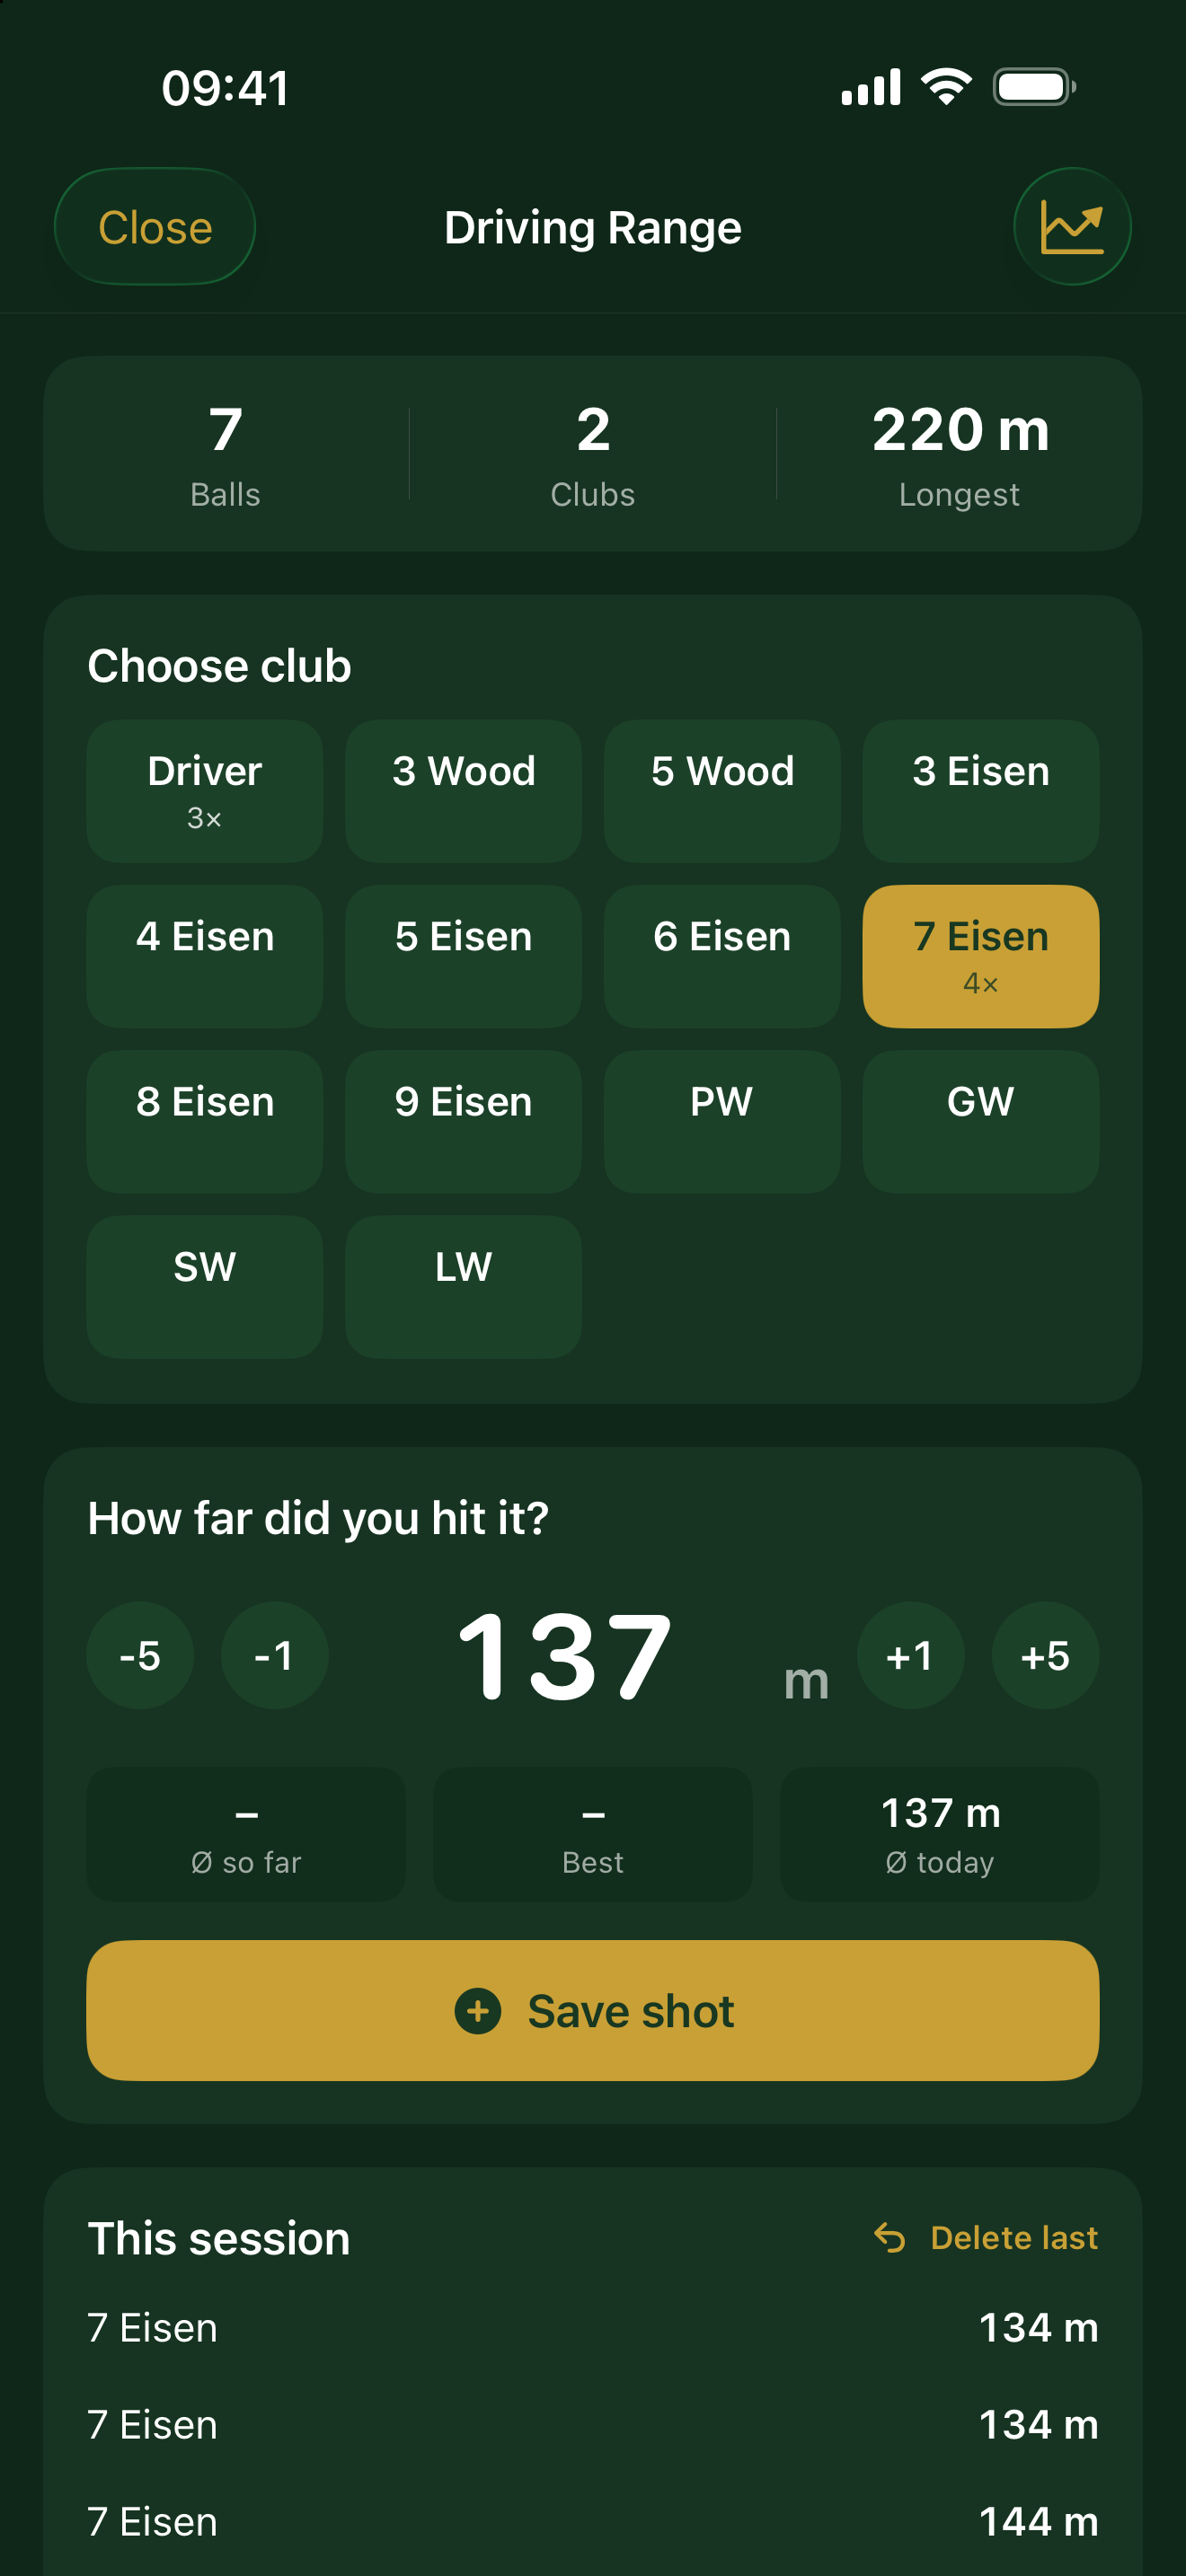 09:41
Close
Driving Range
7
2
220 m
Balls
Clubs
Longest
Choose club
Driver
3×
3 Wood
5 Wood
3 Eisen
4 Eisen
5 Eisen
6 Eisen
7 Eisen
4×
8 Eisen
9 Eisen
PW
GW
SW
LW
How far did you hit it?
-5
-1
137
m
+1
+5
–
Ø so far
–
Best
137 m
Ø today
Save shot
This session
Delete last
7 Eisen
134 m
7 Eisen
134 m
7 Eisen
144 m